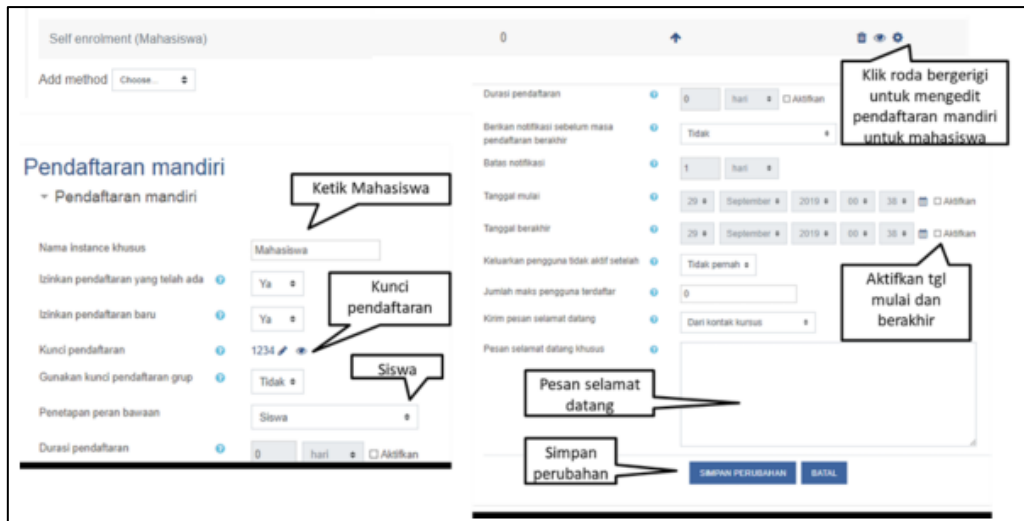 Self enrolment (Mahasiswa) 0
Add method Choose...
Klik roda bergerigi
untuk mengedit
pendaftaran mandiri
untuk mahasiswa
Pendaftaran mandiri
Pendaftaran mandiri
Ketik Mahasiswa
Nama Instance khusus Mahasiswa
Izinkan pendaftaran yang telah ada Ya
Izinkan pendaftaran baru Ya
Kunci
pendaftaran
Kunci pendaftaran 1234
Gunakan kunci pendaftaran grup Tidak
Siswa
Penetapan peran bawaan Siswa
Durasi pendaftaran 0 hari Aktifkan
Durasi pendaftaran 0 hari Aktifkan
Berikan notifikasi sebelum masa
pendaftaran berakhir Tidak
Batas notifikasi 1 hari
Tanggal mulai 29 September 2019 00 38 Aktifkan
Tanggal berakhir 29 September 2019 00 38 Aktifkan
Keluarkan pengguna tidak aktif setelah Tidak pernah
Aktifkan tgl
mulai dan
berakhir
Jumlah maks pengguna terdaftar 0
Kirim pesan selamat datang Dari kontak kursus
Pesan selamat datang khusus
Pesan selamat
datang
Simpan
perubahan
SIMPAN PERUBAHAN BATAL